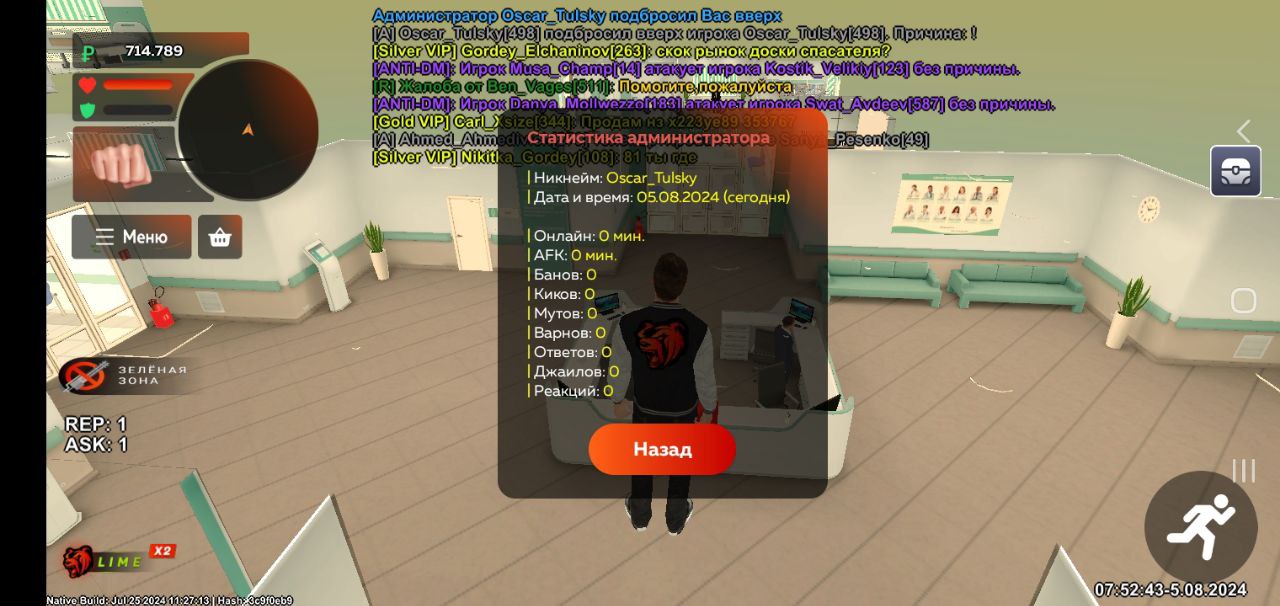 Администратор Oscar_Tulsky подбросил Вас вверх
[A] Oscar_Tulsky[498] подбросил вверх игрока Oscar_Tulsky[498]. Причина: !
[Silver VIP] Gordey_Elchaninov[263]: скок рынок доски спасателя?
[ANTI-DM]: Игрок Musa_Champ[14] атакует игрока Kostik_Velikiy[123] без причины.
[R] Жалоба от Ben_Vages[511]: Помогите пожалуйста
[ANTI-DM]: Игрок Danya_Mollwezzo[183] атакует игрока Swat_Avdeev[587] без причины.
[Gold VIP] Carl_Xsize[344]: Продам нз х223уе89 353767
[A] Ahmed_Ahmediv Sanya_Pesenko[49]
[Silver VIP] Nikitka_Gordey[108]: 81 ты где
714.789
Меню
ЗЕЛЁНАЯ
ЗОНА
REP: 1
ASK: 1
Статистика администратора
| Никнейм: Oscar_Tulsky
| Дата и время: 05.08.2024 (сегодня)
| Онлайн: 0 мин.
| AFK: 0 мин.
| Банов: 0
| Киков: 0
| Мутов: 0
| Варнов: 0
| Ответов: 0
| Джаилов: 0
| Реакций: 0
Назад
LIME X2
Native Build: Jul 25 2024 11:27:13 | Hash: 3c9f0eb9
07:52:43-5.08.2024